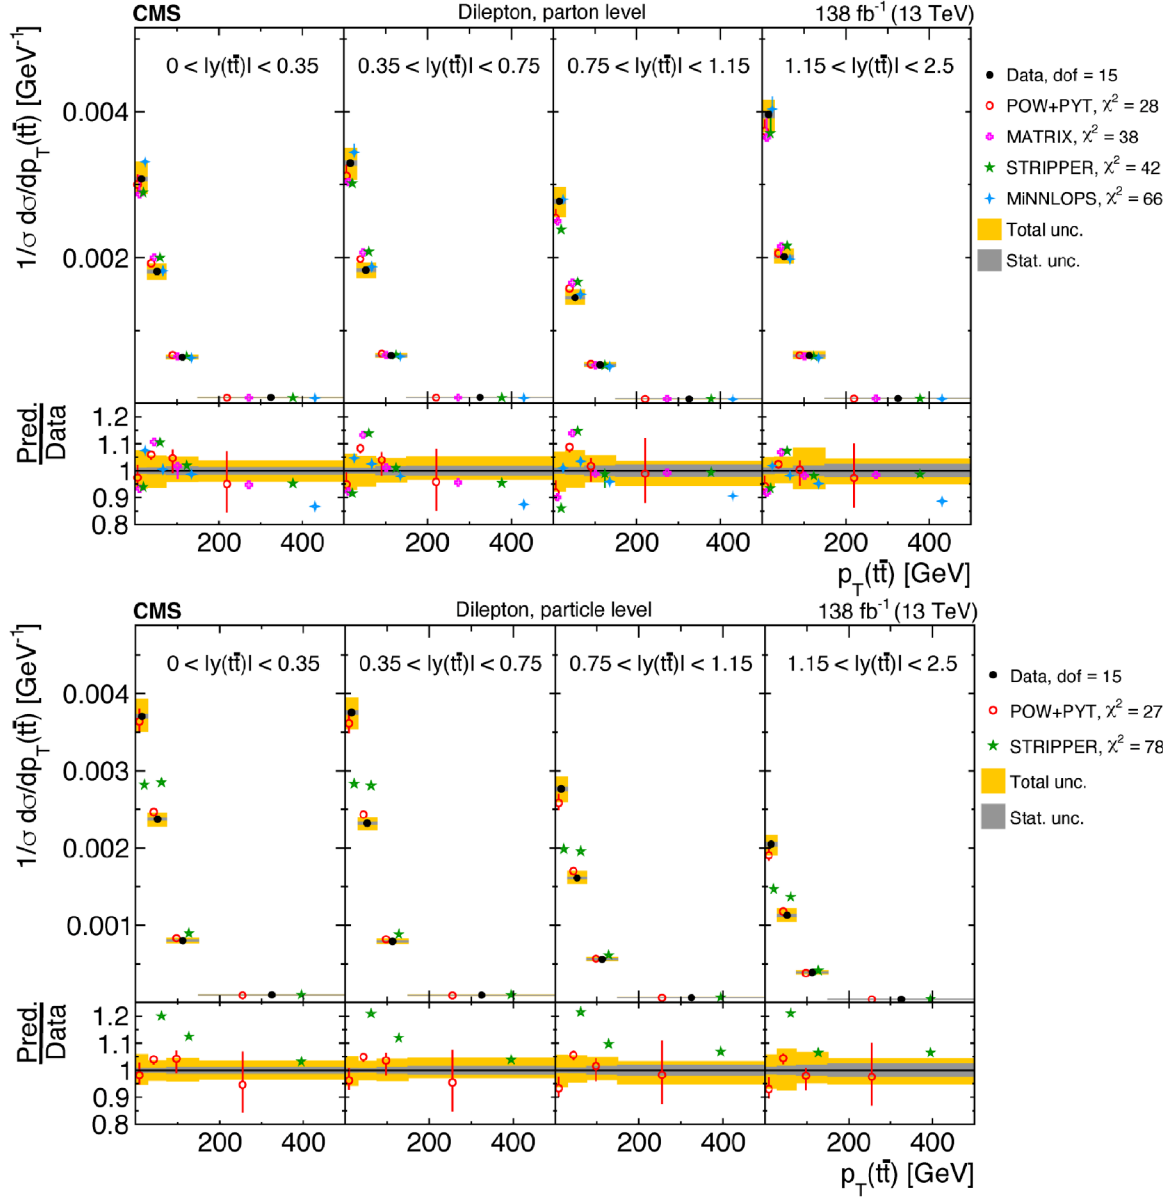 CMS Dilepton, parton level 138 fb⁻¹ (13 TeV)
1/σ dσ/dp_T(tt̄) [GeV⁻¹]
0 < |y(tt̄)| < 0.35 0.35 < |y(tt̄)| < 0.75 0.75 < |y(tt̄)| < 1.15 1.15 < |y(tt̄)| < 2.5
0.004
0.002
Data, dof = 15
POW+PYT, χ² = 28
MATRIX, χ² = 38
STRIPPER, χ² = 42
MiNNLOPS, χ² = 66
Total unc.
Stat. unc.
Pred.
Data
1.2
1.1
1
0.9
0.8
200 400 200 400 200 400 200 400
p_T(tt̄) [GeV]
CMS Dilepton, particle level 138 fb⁻¹ (13 TeV)
1/σ dσ/dp_T(tt̄) [GeV⁻¹]
0 < |y(tt̄)| < 0.35 0.35 < |y(tt̄)| < 0.75 0.75 < |y(tt̄)| < 1.15 1.15 < |y(tt̄)| < 2.5
0.004
0.003
0.002
0.001
Data, dof = 15
POW+PYT, χ² = 27
STRIPPER, χ² = 78
Total unc.
Stat. unc.
Pred.
Data
1.2
1.1
1
0.9
0.8
200 400 200 400 200 400 200 400
p_T(tt̄) [GeV]